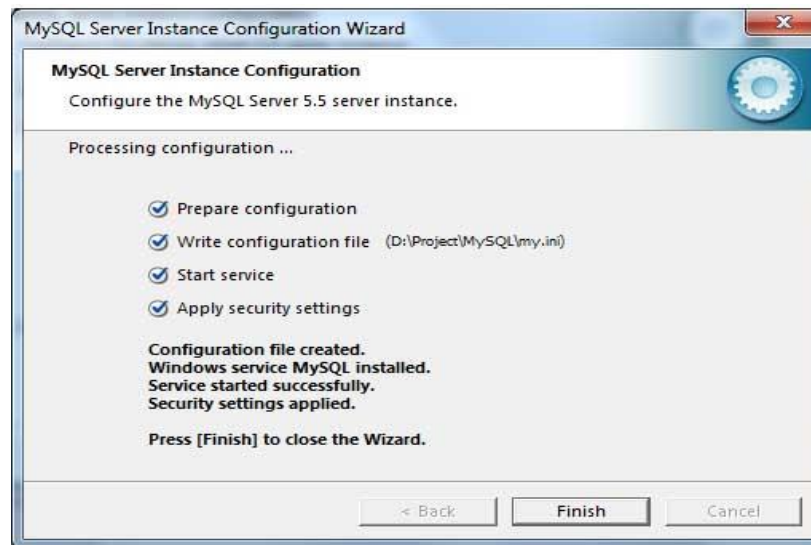 MySQL Server Instance Configuration Wizard
MySQL Server Instance Configuration
Configure the MySQL Server 5.5 server instance.
Processing configuration ...
Prepare configuration
Write configuration file (D:\Project\MySQL\my.ini)
Start service
Apply security settings
Configuration file created.
Windows service MySQL installed.
Service started successfully.
Security settings applied.
Press [Finish] to close the Wizard.
< Back Finish Cancel